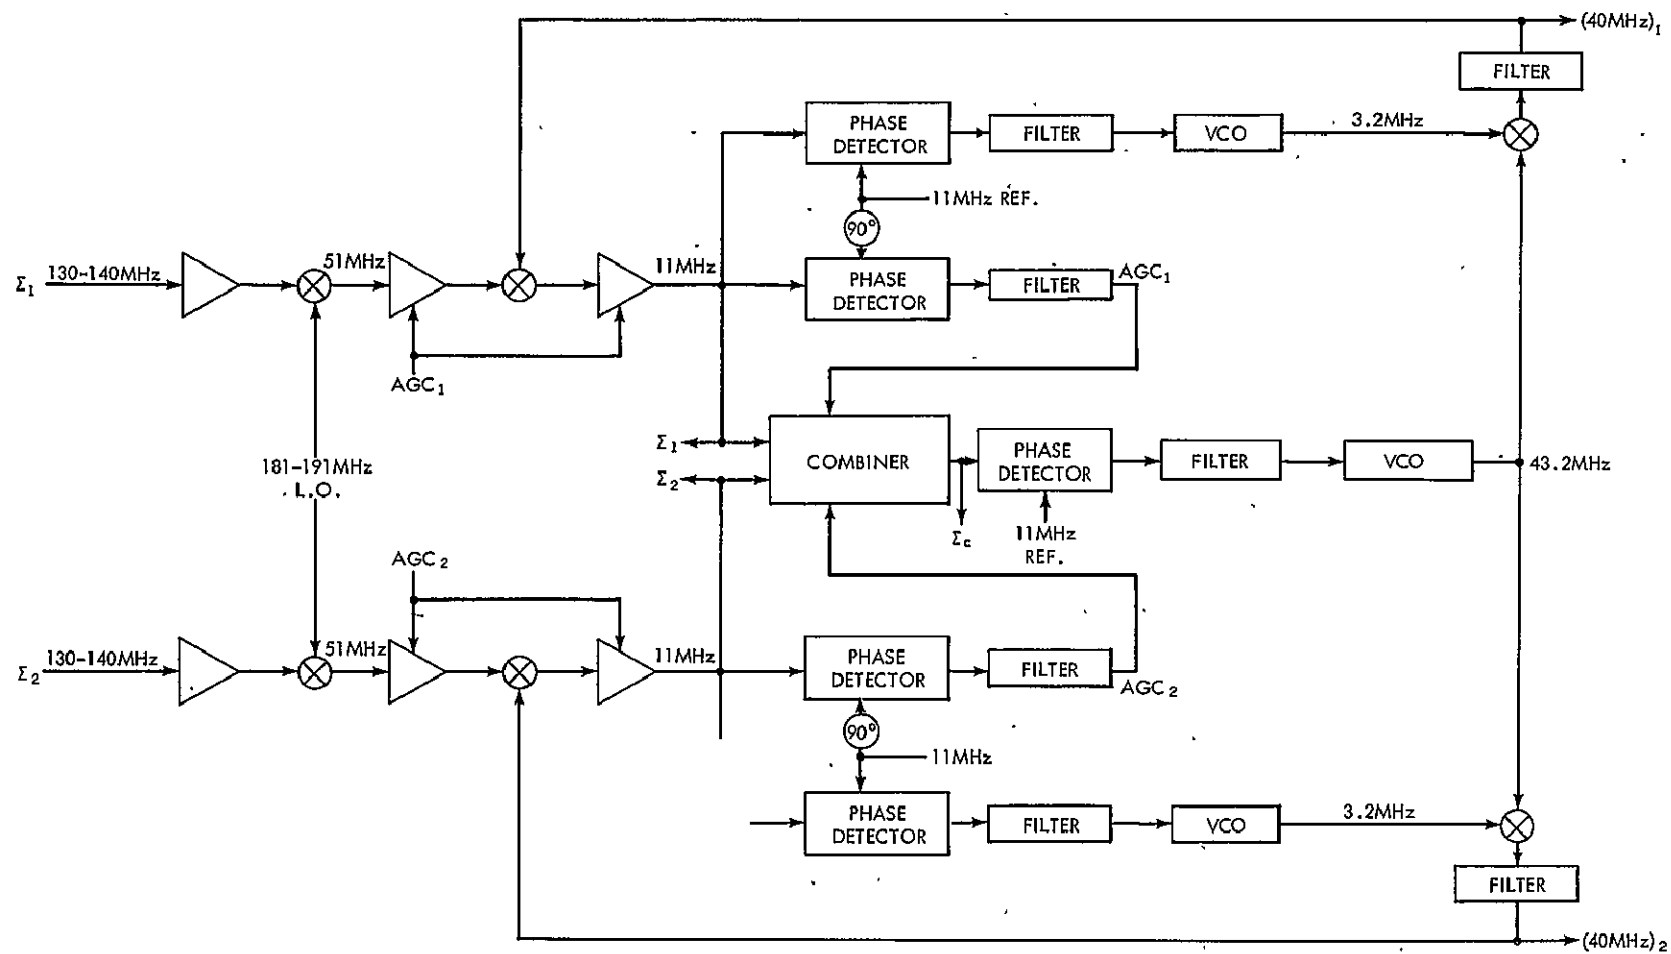 (40MHz)₁
FILTER
PHASE
DETECTOR
FILTER
VCO
3.2MHz
11MHz REF.
90°
Σ₁
130-140MHz
51MHz
11MHz
PHASE
DETECTOR
FILTER
AGC₁
AGC₁
Σ₁
COMBINER
PHASE
DETECTOR
FILTER
VCO
43.2MHz
181-191MHz
L.O.
Σ₂
Σc
11MHz
REF.
AGC₂
Σ₂
130-140MHz
51MHz
11MHz
PHASE
DETECTOR
FILTER
AGC₂
90°
11MHz
PHASE
DETECTOR
FILTER
VCO
3.2MHz
FILTER
(40MHz)₂